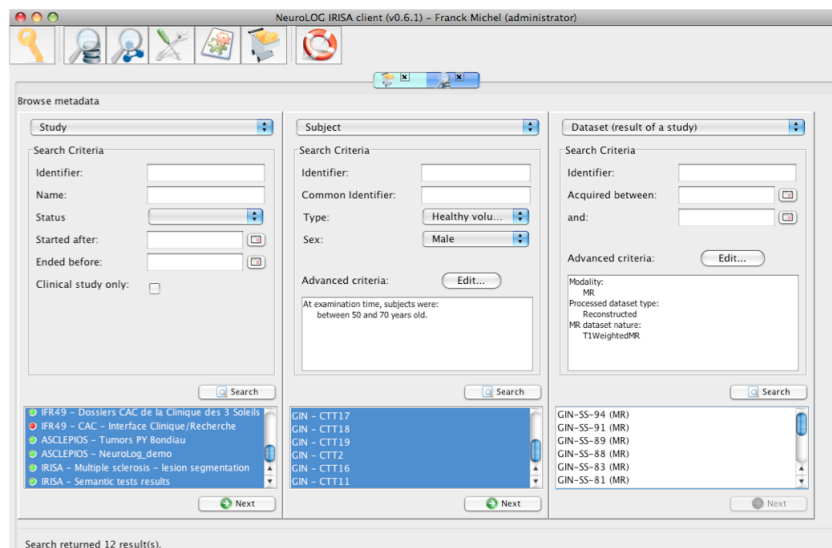 NeuroLOG IRISA client (v0.6.1) – Franck Michel (administrator)
Browse metadata
Study
Search Criteria
Identifier:
Name:
Status
Started after:
Ended before:
Clinical study only:
Search
IFR49 – Dossiers CAC de la Clinique des 3 Soleils
IFR49 – CAC – Interface Clinique/Recherche
ASCLEPIOS – Tumors PY Bondiau
ASCLEPIOS – NeuroLog_demo
IRISA – Multiple sclerosis – lesion segmentation
IRISA – Semantic tests results
Next
Subject
Search Criteria
Identifier:
Common Identifier:
Type: Healthy volu...
Sex: Male
Advanced criteria: Edit...
At examination time, subjects were:
between 50 and 70 years old.
Search
GIN – CTT17
GIN – CTT18
GIN – CTT19
GIN – CTT2
GIN – CTT16
GIN – CTT11
Next
Dataset (result of a study)
Search Criteria
Identifier:
Acquired between:
and:
Advanced criteria: Edit...
Modality:
MR
Processed dataset type:
Reconstructed
MR dataset nature:
T1WeightedMR
Search
GIN–SS–94 (MR)
GIN–SS–91 (MR)
GIN–SS–89 (MR)
GIN–SS–88 (MR)
GIN–SS–83 (MR)
GIN–SS–81 (MR)
Next
Search returned 12 result(s).